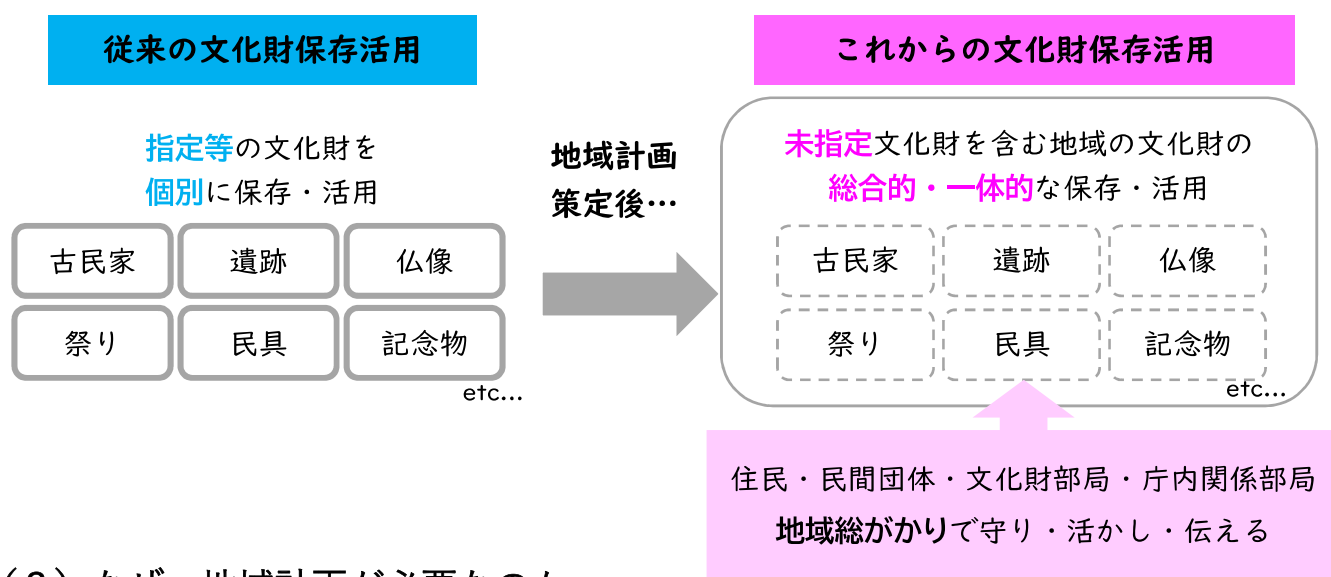 従来の文化財保存活用
指定等の文化財を
個別に保存・活用
古民家
遺跡
仏像
祭り
民具
記念物
etc...
地域計画
策定後…
これからの文化財保存活用
未指定文化財を含む地域の文化財の
総合的・一体的な保存・活用
古民家
遺跡
仏像
祭り
民具
記念物
etc...
住民・民間団体・文化財部局・庁内関係部局
地域総がかりで守り・活かし・伝える